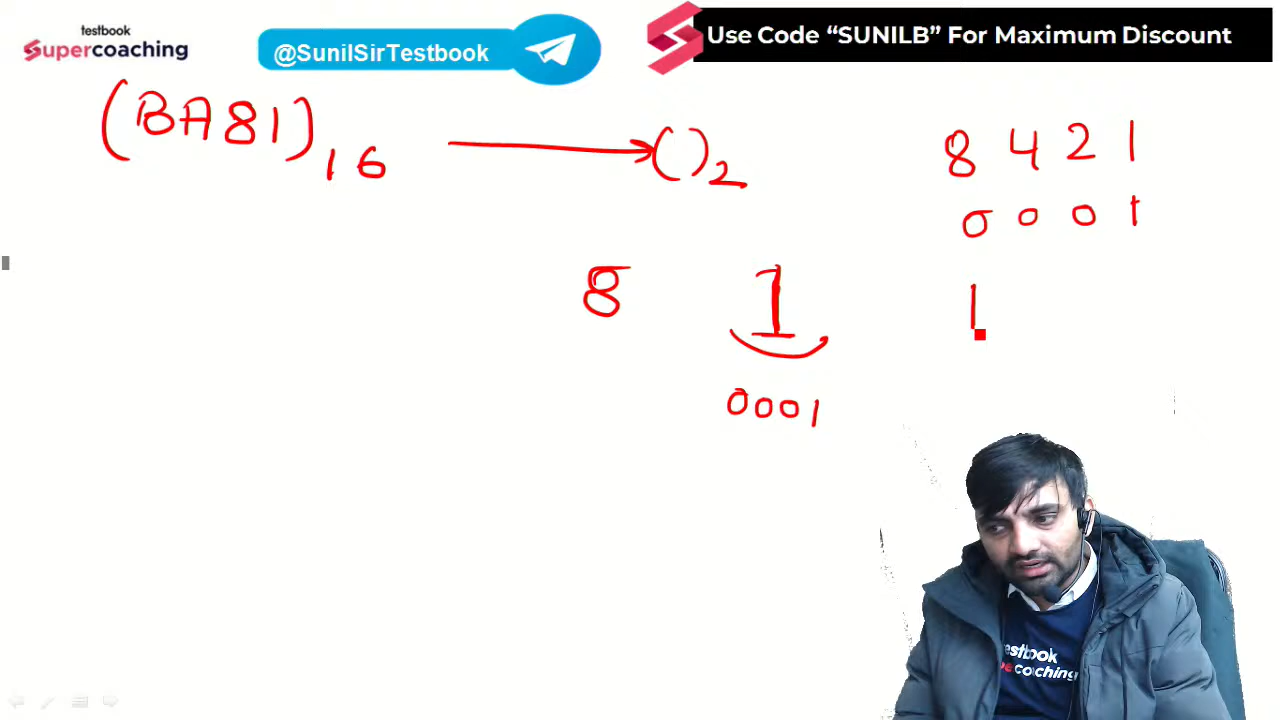 testbook
Supercoaching
@SunilSirTestbook
Use Code “SUNILB” For Maximum Discount
(BA81)16 → ( )2
8 4 2 1
0 0 0 1
8 1 1
0001
testbook
coaching